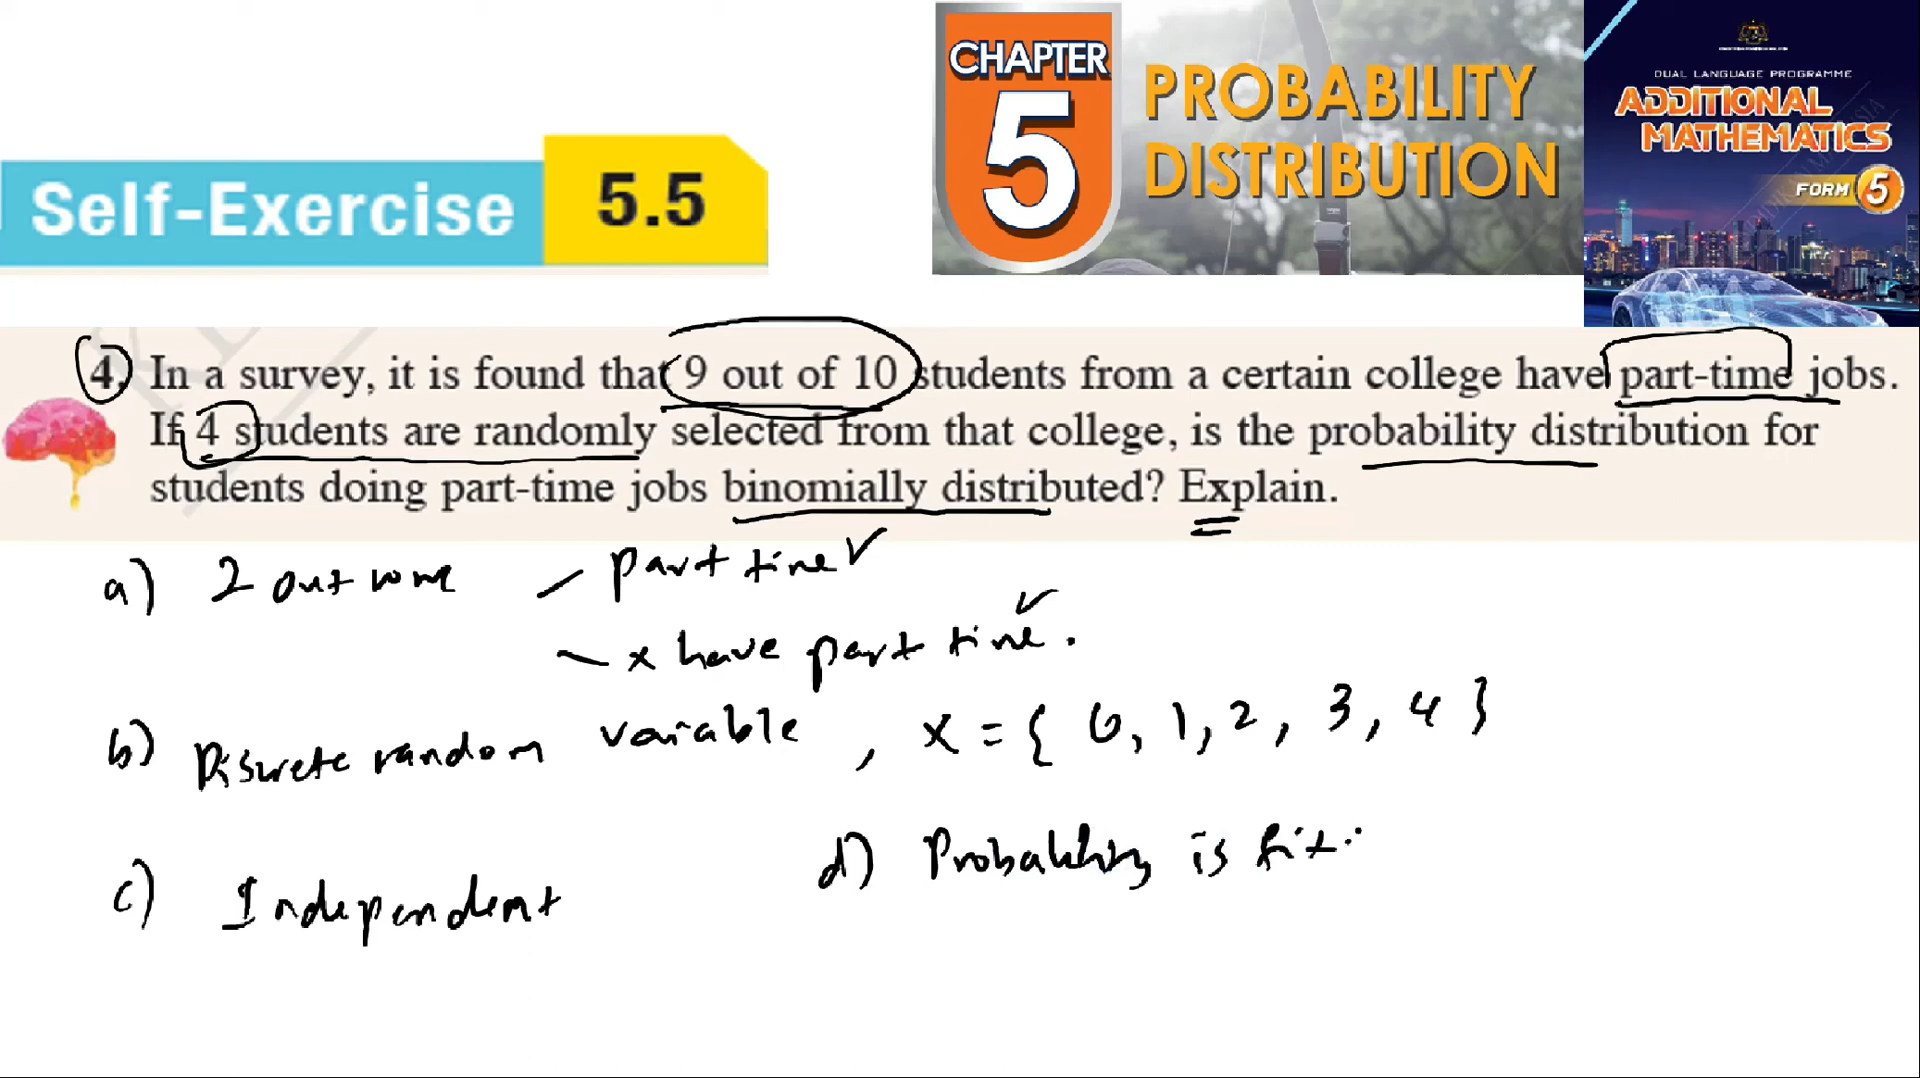 CHAPTER
5
PROBABILITY
DISTRIBUTION
DUAL LANGUAGE PROGRAMME
ADDITIONAL
MATHEMATICS
FORM 5
Self-Exercise 5.5
4. In a survey, it is found that 9 out of 10 students from a certain college have part-time jobs.
If 4 students are randomly selected from that college, is the probability distribution for
students doing part-time jobs binomially distributed? Explain.
a) 2 outcome - part time ✓
- x have part time. ✓
b) Discrete random variable, x = { 0, 1, 2, 3, 4 }
c) Independent
d) Probability is